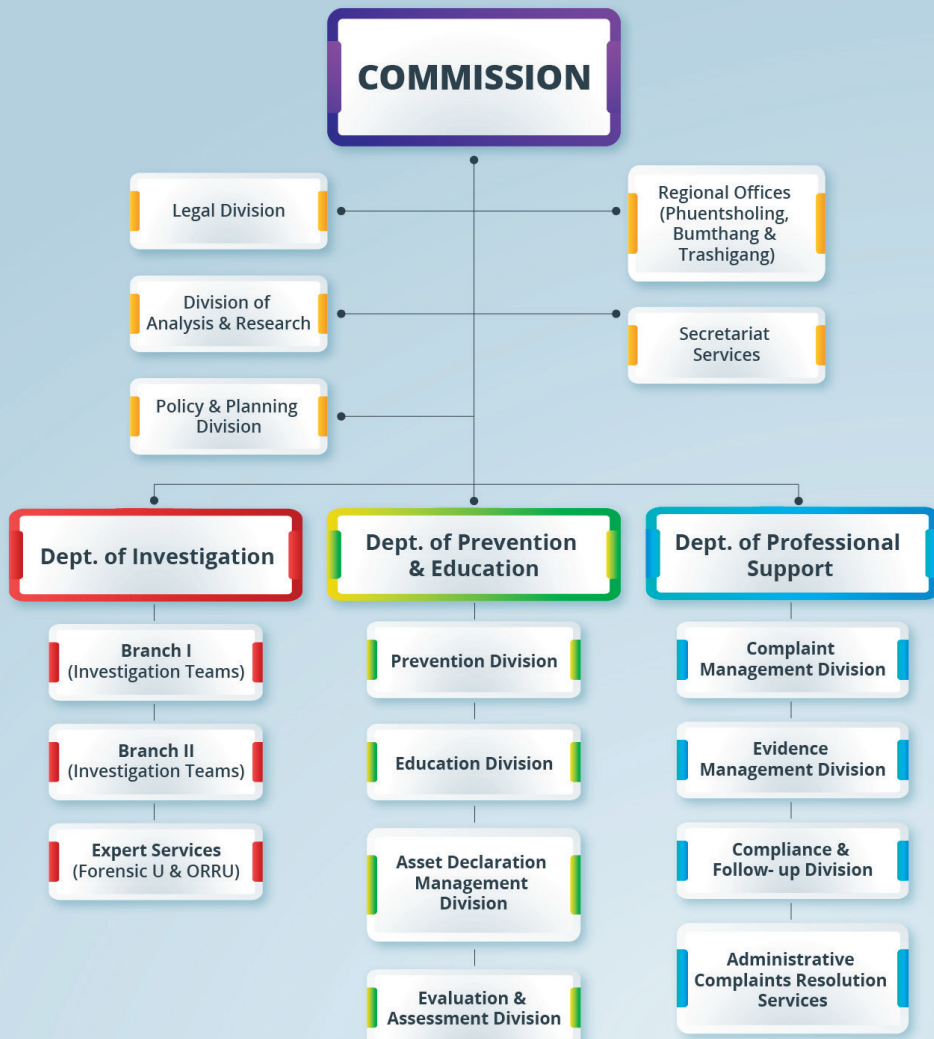 COMMISSION
Legal Division
Regional Offices
(Phuentsholing,
Bumthang &
Trashigang)
Division of
Analysis & Research
Secretariat
Services
Policy & Planning
Division
Dept. of Investigation
Dept. of Prevention
& Education
Dept. of Professional
Support
Branch I
(Investigation Teams)
Branch II
(Investigation Teams)
Expert Services
(Forensic U & ORRU)
Prevention Division
Education Division
Asset Declaration
Management
Division
Evaluation &
Assessment Division
Complaint
Management Division
Evidence
Management Division
Compliance &
Follow- up Division
Administrative
Complaints Resolution
Services